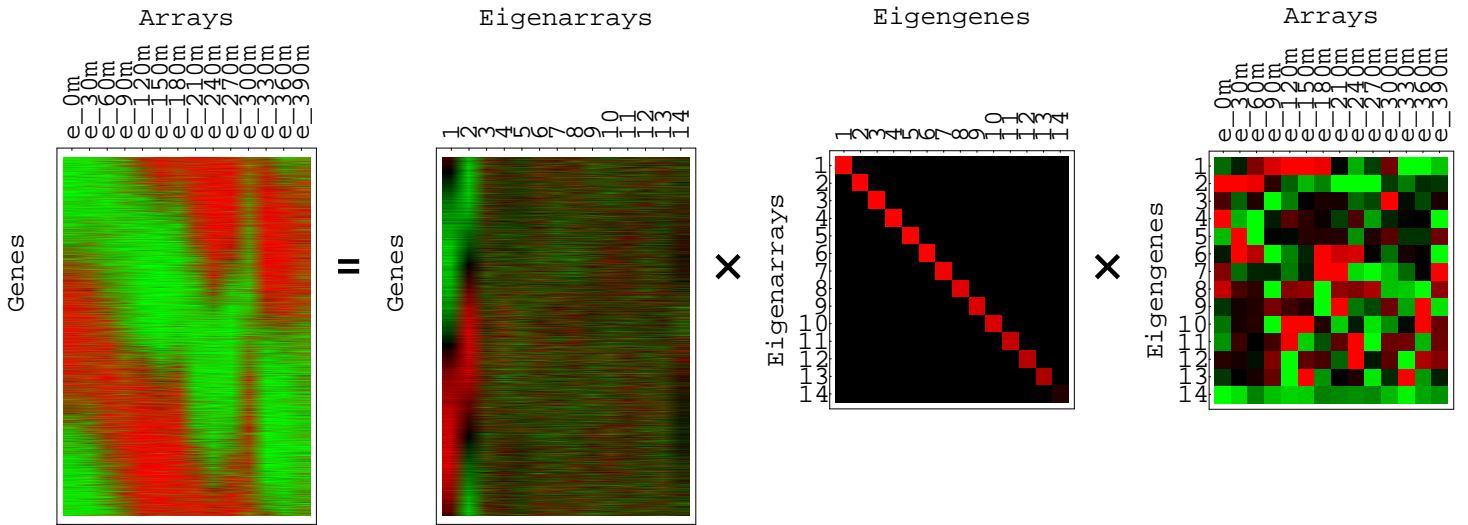 Arrays
e_0m
e_30m
e_60m
e_90m
e_120m
e_150m
e_180m
e_210m
e_240m
e_270m
e_300m
e_330m
e_360m
e_390m
Genes
=
Eigenarrays
1
2
3
4
5
6
7
8
9
10
11
12
13
14
Genes
×
Eigengenes
1
2
3
4
5
6
7
8
9
10
11
12
13
14
Eigenarrays
1
2
3
4
5
6
7
8
9
10
11
12
13
14
×
Arrays
e_0m
e_30m
e_60m
e_90m
e_120m
e_150m
e_180m
e_210m
e_240m
e_270m
e_300m
e_330m
e_360m
e_390m
Eigengenes
1
2
3
4
5
6
7
8
9
10
11
12
13
14